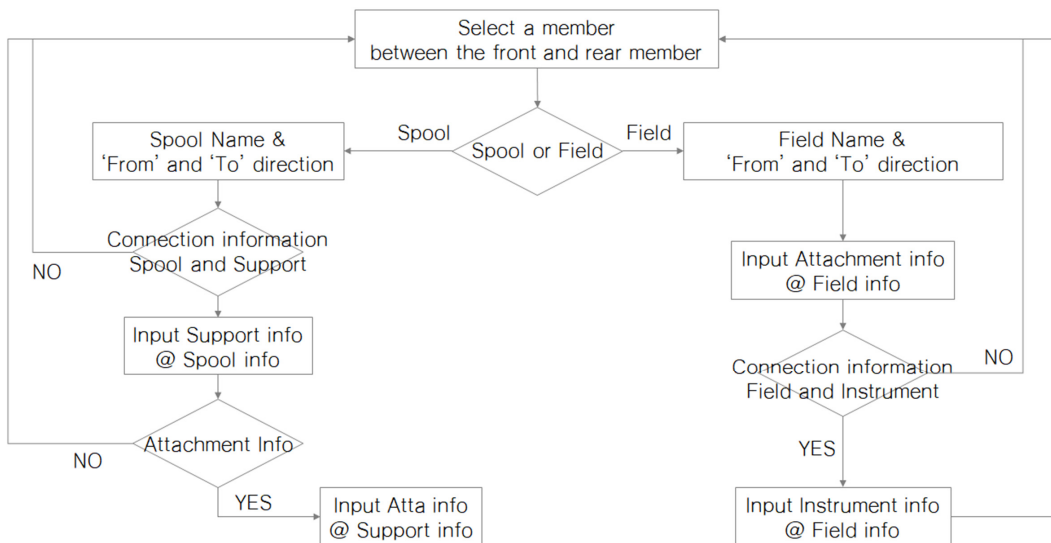 Select a member
between the front and rear member
Spool
Spool or Field
Field
Spool Name &
‘From’ and ‘To’ direction
Field Name &
‘From’ and ‘To’ direction
Connection information
Spool and Support
NO
Input Attachment info
@ Field info
Input Support info
@ Spool info
Connection information
Field and Instrument
NO
Attachment Info
NO
YES
YES
Input Atta info
@ Support info
Input Instrument info
@ Field info